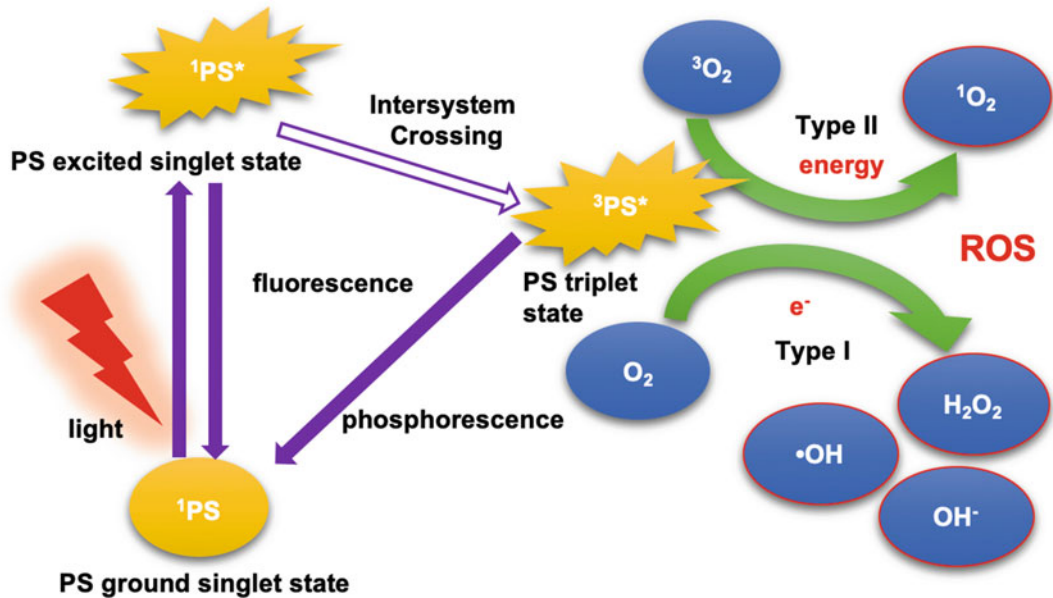 ¹PS*
PS excited singlet state
Intersystem
Crossing
³O₂
¹O₂
Type II
energy
³PS*
PS triplet
state
ROS
fluorescence
e⁻
Type I
O₂
light
phosphorescence
H₂O₂
•OH
OH⁻
¹PS
PS ground singlet state